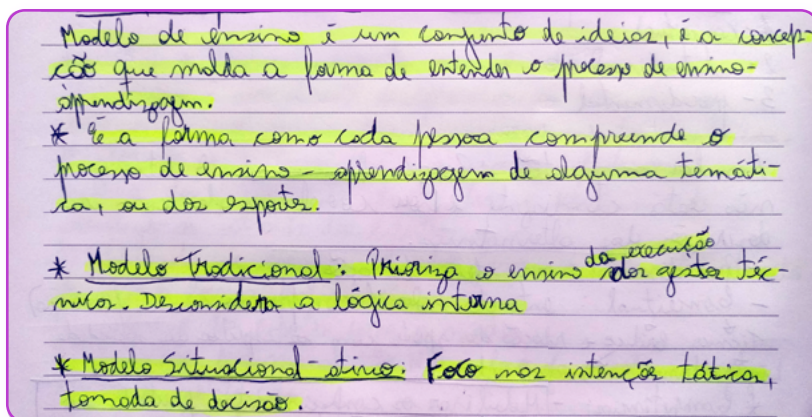 Modelo de ensino é um conjunto de ideias, é a concep-
ção que molda a forma de entender o processo de ensino-
aprendizagem.
* É a forma como cada pessoa compreende o
processo de ensino - aprendizagem de alguma temáti-
ca, ou dos esportes.
* Modelo Tradicional: Prioriza o ensino da execução dos gestos téc-
nicos. Desconsidera a lógica interna
* Modelo Situacional-ativo: Foco nas intenções táticas,
tomada de decisão.